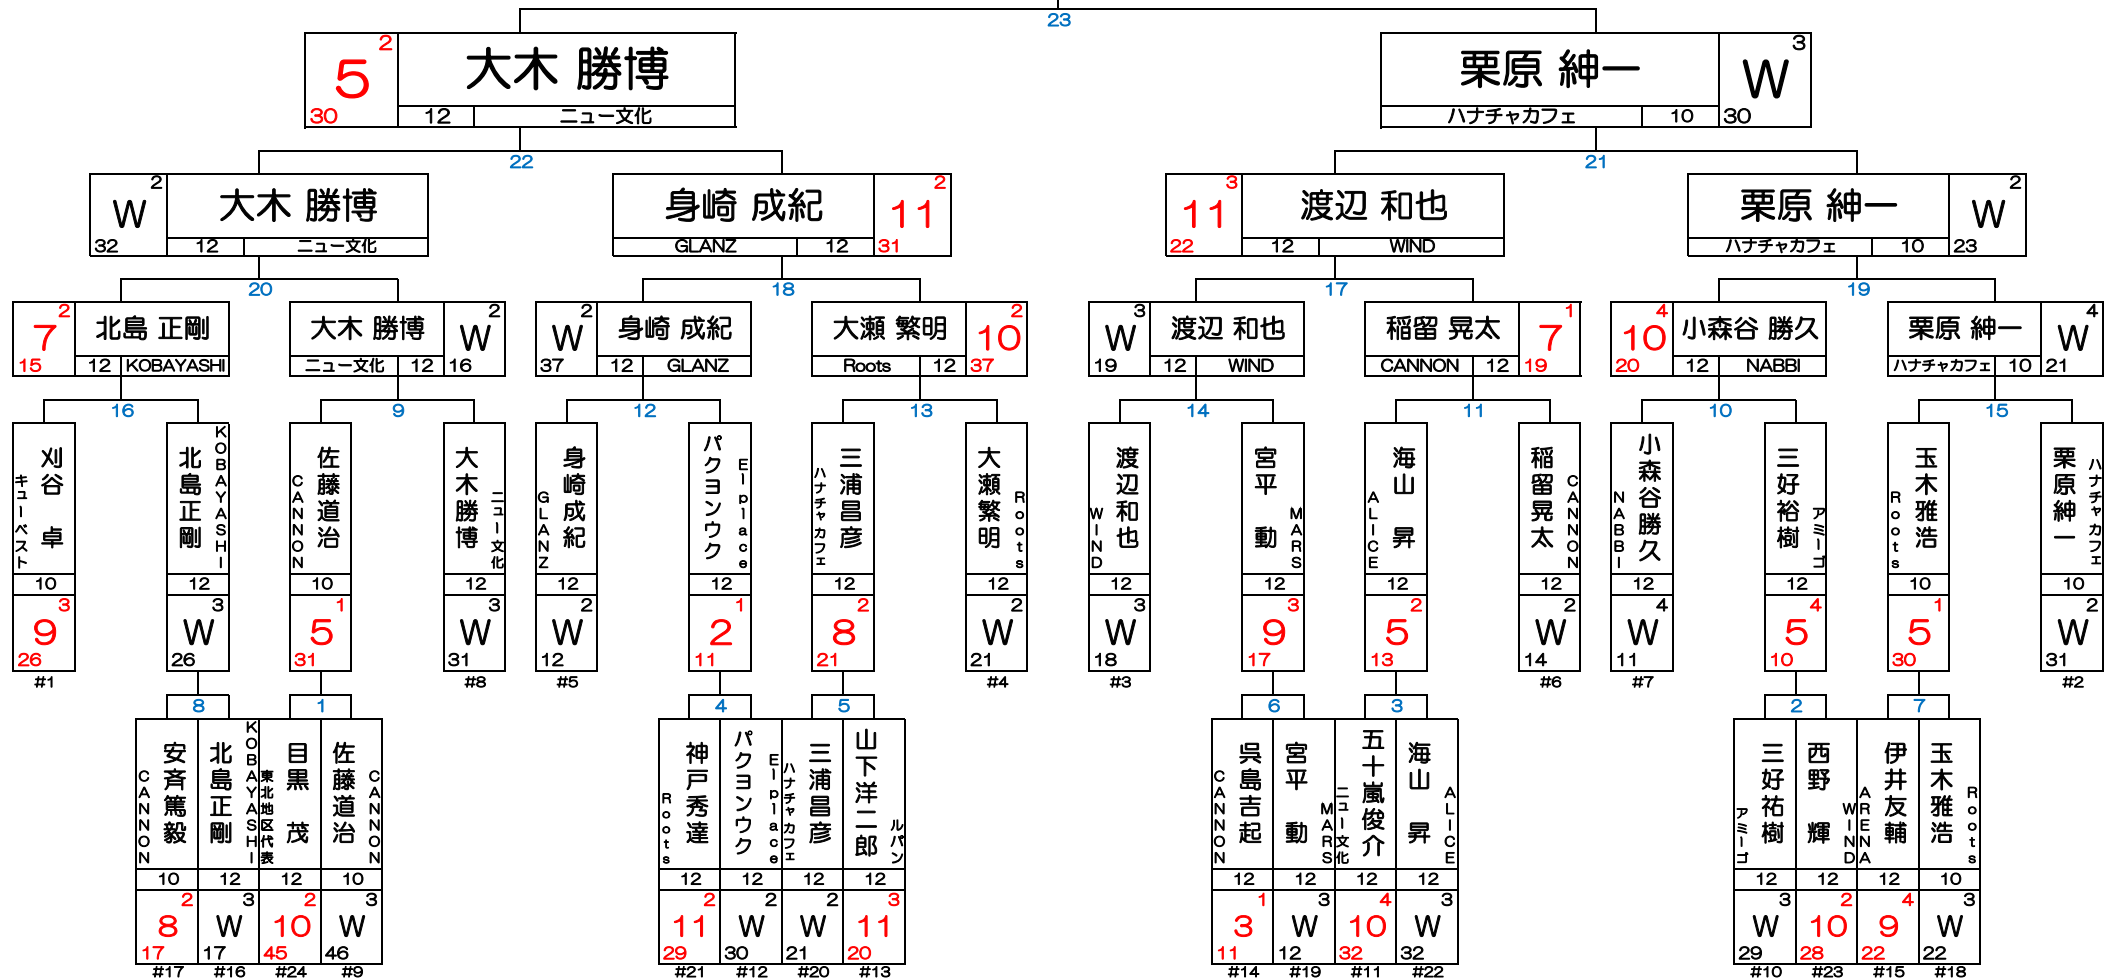 23
2
5
30
大木 勝博
12
ニュー文化
栗原 紳一
ハナチャカフェ
10
3
W
30
22
21
2
W
32
大木 勝博
12
ニュー文化
身崎 成紀
GLANZ
12
2
11
31
3
11
22
渡辺 和也
12
WIND
栗原 紳一
ハナチャカフェ
10
2
W
23
20
18
17
19
2
7
15
北島 正剛
12
KOBAYASHI
大木 勝博
ニュー文化
12
2
W
16
2
W
37
身崎 成紀
12
GLANZ
大瀬 繁明
Roots
12
2
10
37
3
W
19
渡辺 和也
12
WIND
稲留 晃太
CANNON
12
1
7
19
4
10
20
小森谷 勝久
12
NABBI
栗原 紳一
ハナチャカフェ
10
4
W
21
16
9
12
13
14
11
10
15
刈谷 卓
キューベスト
10
3
9
26
#1
北島正剛
KOBAYASHI
12
3
W
26
佐藤道治
CANNON
10
1
5
31
大木勝博
ニュー文化
12
3
W
31
#8
身崎成紀
GLANZ
12
2
W
12
#5
パクヨンウク
Elplace
12
1
2
11
三浦昌彦
ハナチャカフェ
12
2
8
21
大瀬繁明
Roots
12
2
W
21
#4
渡辺和也
WIND
12
3
W
18
#3
宮平 動
MARS
12
3
9
17
海山 昇
ALICE
12
2
5
13
稲留晃太
CANNON
12
2
W
14
#6
小森谷勝久
NABBI
12
4
W
11
#7
三好裕樹
アミーゴ
12
4
5
10
玉木雅浩
Roots
10
1
5
30
栗原紳一
ハナチャカフェ
10
2
W
31
#2
8
1
4
5
6
3
2
7
安斉篤毅
CANNON
10
2
8
17
#17
北島正剛
KOBAYASHI
12
3
W
17
#16
目黒 茂
東北地区代表
12
2
10
45
#24
佐藤道治
CANNON
10
3
W
46
#9
神戸秀達
Roots
12
2
11
29
#21
パクヨンウク
Elplace
12
2
W
30
#12
三浦昌彦
ハナチャカフェ
12
2
W
21
#20
山下洋二郎
ルパン
12
3
11
20
#13
呉島吉起
CANNON
12
1
3
11
#14
宮平 動
MARS
12
3
W
12
#19
五十嵐俊介
ニュー文化
12
4
10
32
#11
海山 昇
ALICE
12
3
W
32
#22
三好祐樹
アミーゴ
12
3
W
29
#10
西野 輝
WIND
12
2
10
28
#23
伊井友輔
ARENA
12
4
9
22
#15
玉木雅浩
Roots
10
3
W
22
#18